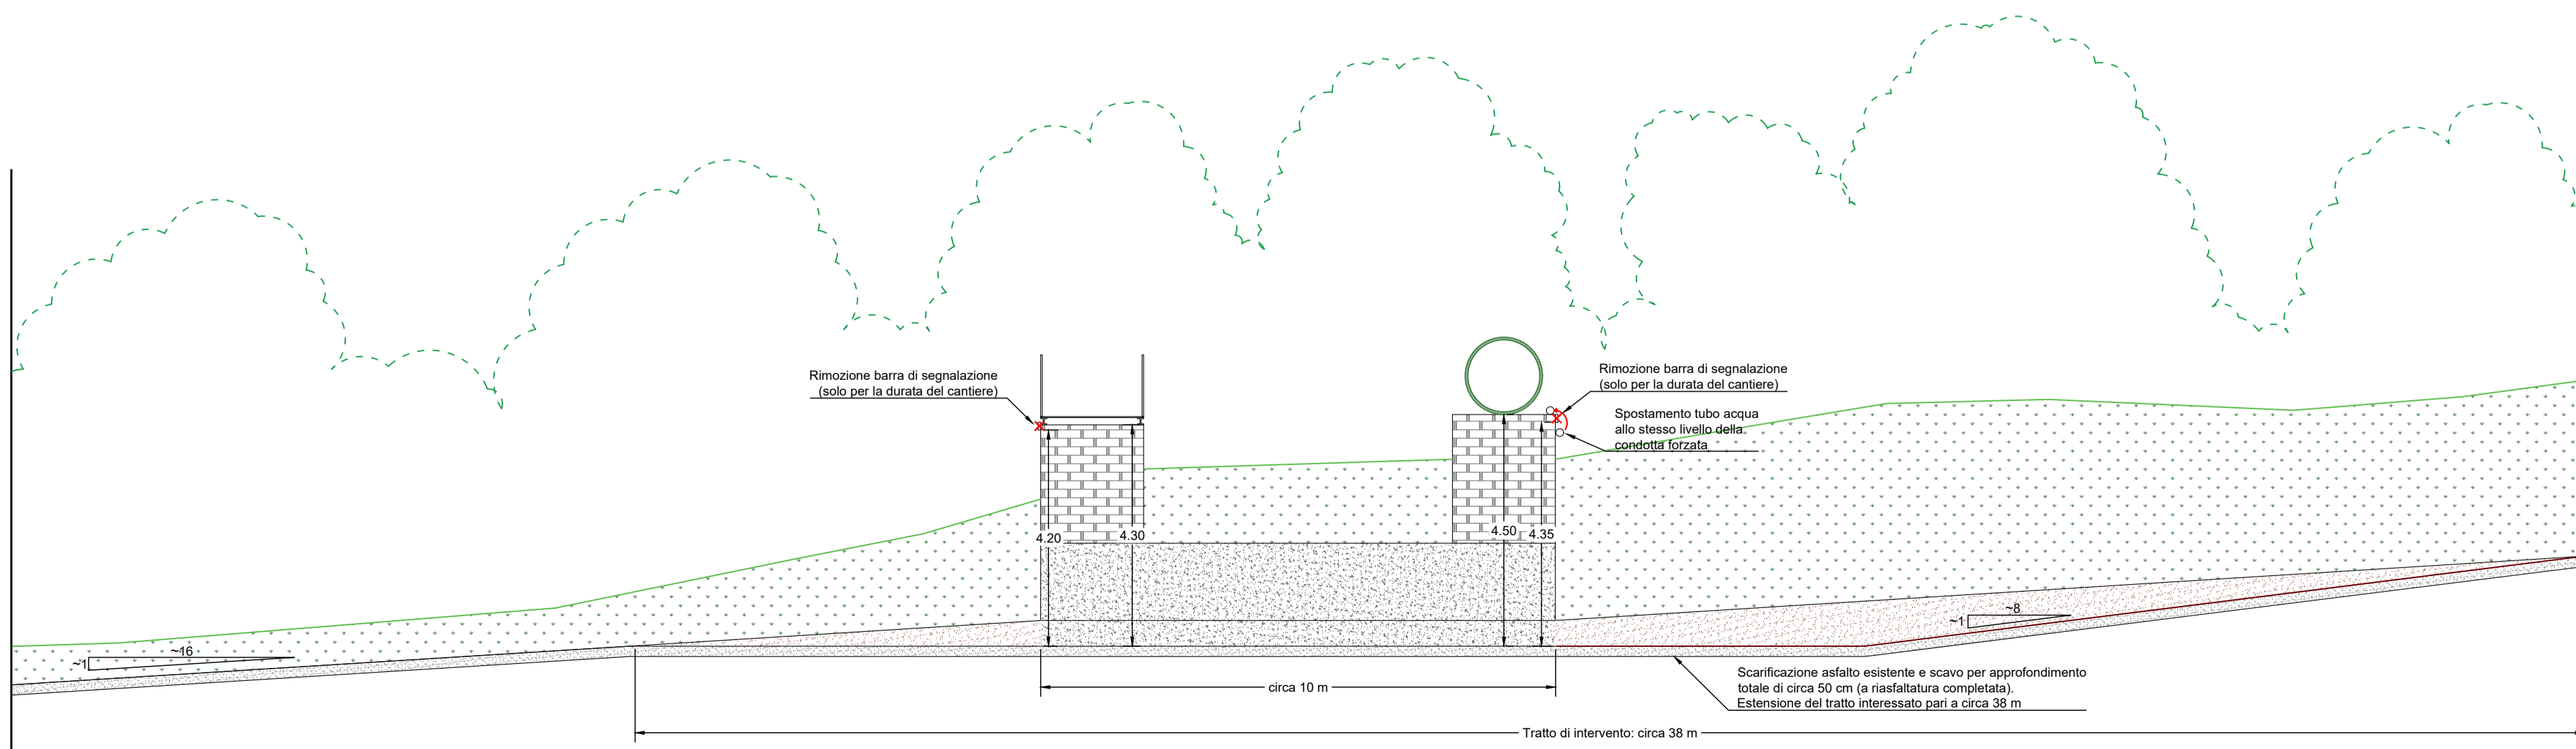 Rimozione barra di segnalazione
(solo per la durata del cantiere)
Rimozione barra di segnalazione
(solo per la durata del cantiere)
Spostamento tubo acqua
allo stesso livello della
condotta forzata
4.20
4.30
4.50
4.35
~16
~1
~8
~1
Scarificazione asfalto esistente e scavo per approfondimento
totale di circa 50 cm (a riasfaltatura completata).
Estensione del tratto interessato pari a circa 38 m
circa 10 m
Tratto di intervento: circa 38 m